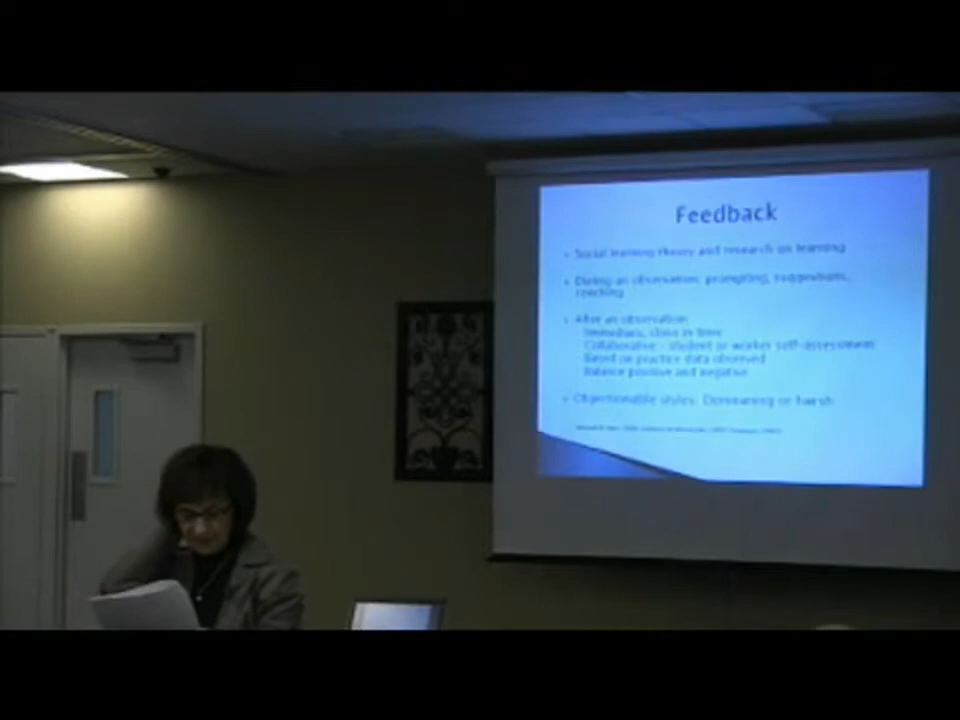 Feedback
Social learning theory and research on learning
During an observation: prompting, suggestions,
coaching
After an observation:
Immediate, close in time
Collaborative - student or worker self-assessment
Based on practice data observed
Balance positive and negative
Objectionable styles: Demeaning or harsh